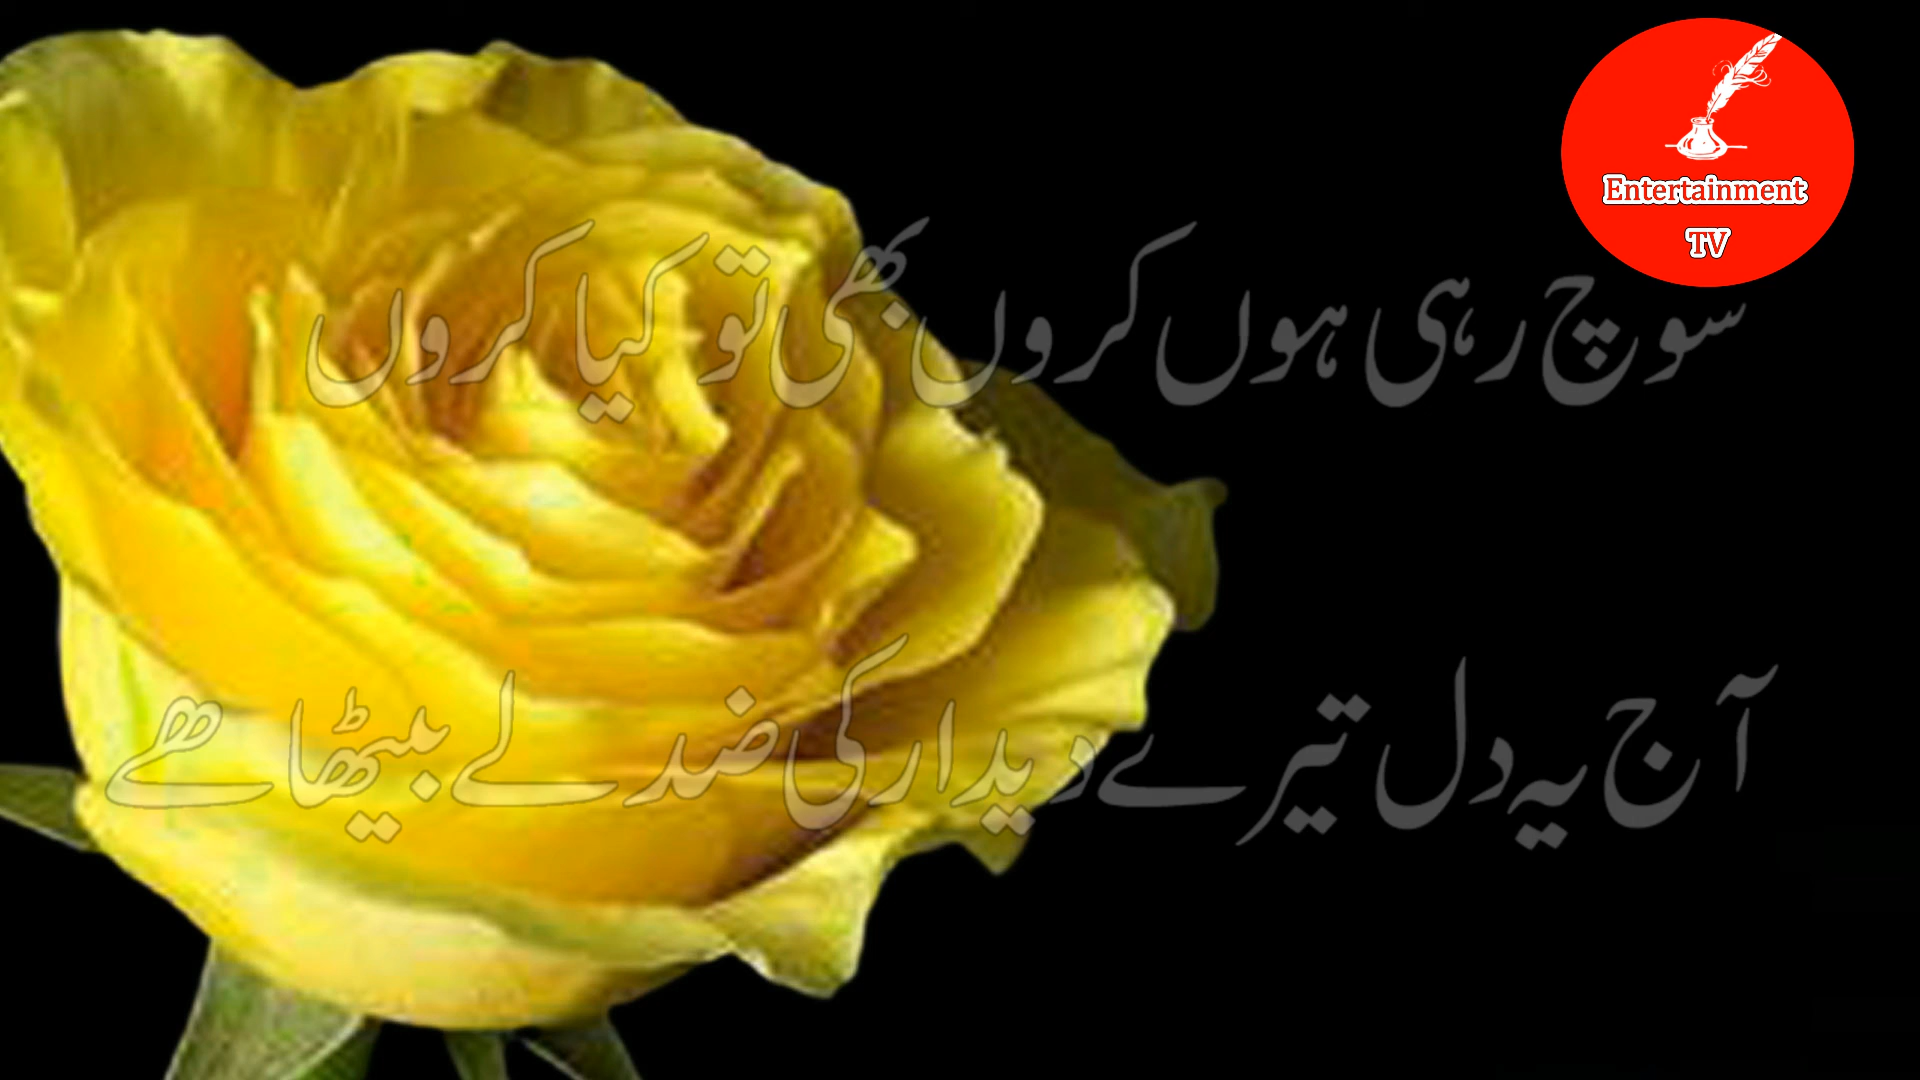 Entertainment
TV
سوچ رہی ہوں کروں بھی تو کیا کروں
آج یہ دل تیرے دیدار کی ضد لے بیٹھا ھے